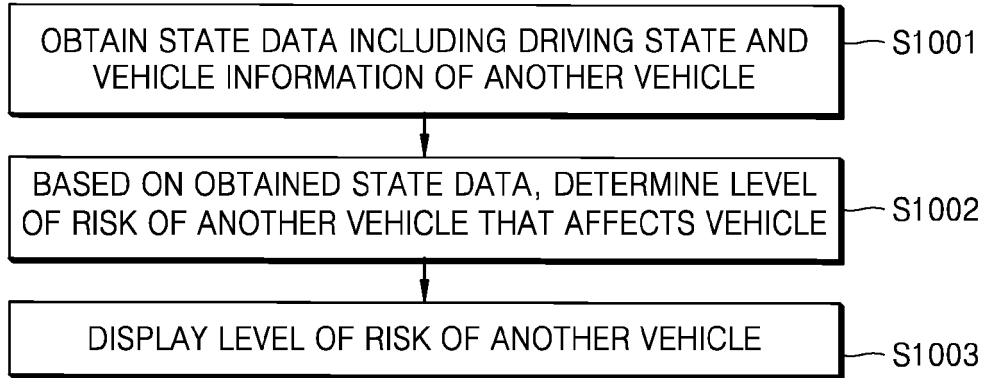 OBTAIN STATE DATA INCLUDING DRIVING STATE AND
VEHICLE INFORMATION OF ANOTHER VEHICLE
S1001
BASED ON OBTAINED STATE DATA, DETERMINE LEVEL
OF RISK OF ANOTHER VEHICLE THAT AFFECTS VEHICLE
S1002
DISPLAY LEVEL OF RISK OF ANOTHER VEHICLE
S1003